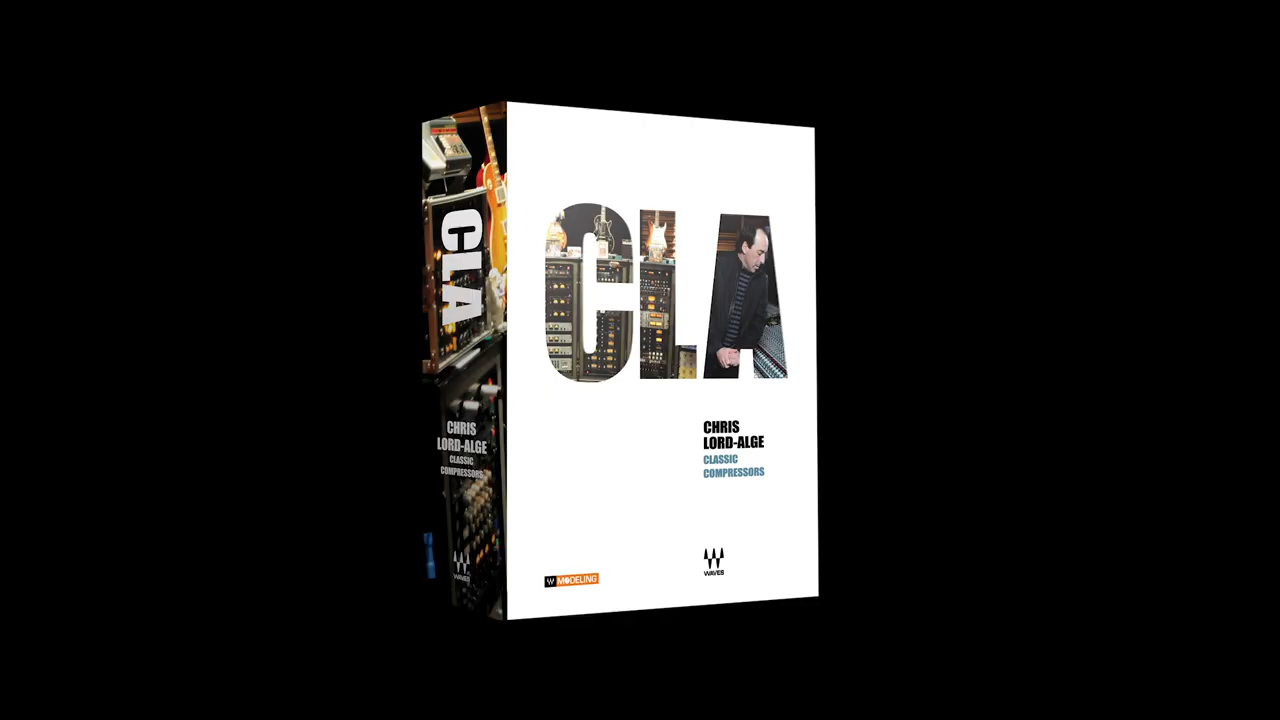 CLA
CHRIS
LORD-ALGE
CLASSIC
COMPRESSORS
WAVES
CLA
CHRIS
LORD-ALGE
CLASSIC
COMPRESSORS
MODELING
WAVES